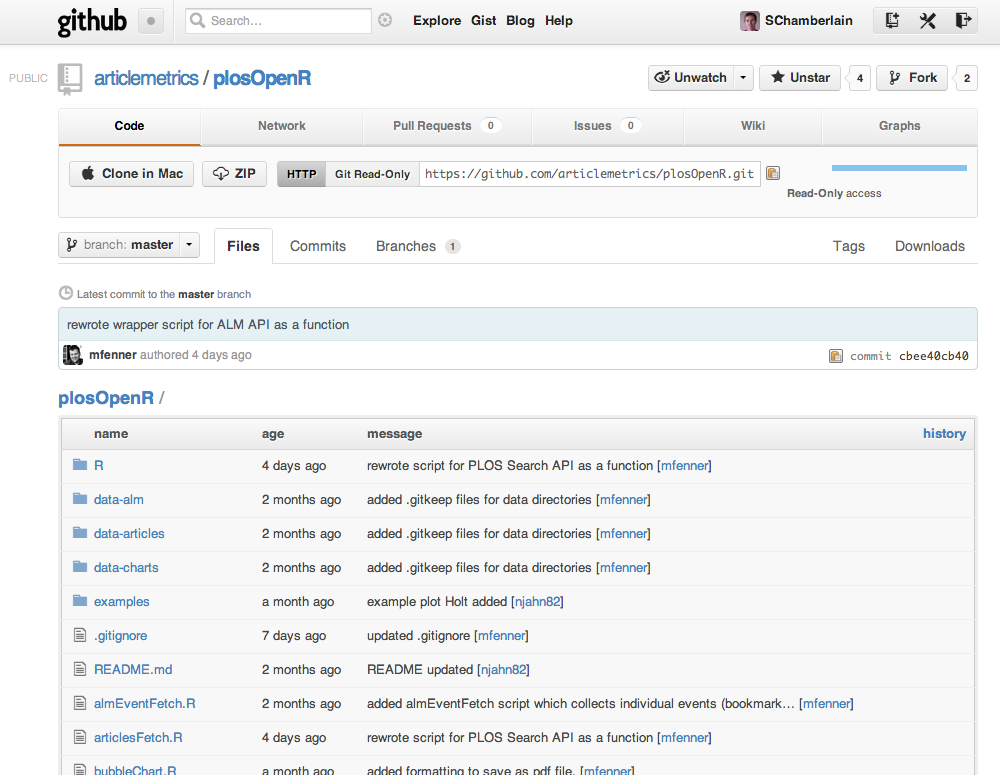 github Search... Explore Gist Blog Help SChamberlain
PUBLIC articlemetrics / plosOpenR Unwatch Unstar 4 Fork 2
Code Network Pull Requests 0 Issues 0 Wiki Graphs
Clone in Mac ZIP HTTP Git Read-Only https://github.com/articlemetrics/plosOpenR.git
Read-Only access
branch: master Files Commits Branches 1 Tags Downloads
Latest commit to the master branch
rewrote wrapper script for ALM API as a function
mfenner authored 4 days ago commit cbee40cb40
plosOpenR /
name age message history
R 4 days ago rewrote script for PLOS Search API as a function [mfenner]
data-alm 2 months ago added .gitkeep files for data directories [mfenner]
data-articles 2 months ago added .gitkeep files for data directories [mfenner]
data-charts 2 months ago added .gitkeep files for data directories [mfenner]
examples a month ago example plot Holt added [njahn82]
.gitignore 7 days ago updated .gitignore [mfenner]
README.md 2 months ago README updated [njahn82]
almEventFetch.R 2 months ago added almEventFetch script which collects individual events (bookmark… [mfenner]
articlesFetch.R 4 days ago rewrote script for PLOS Search API as a function [mfenner]
bubbleChart.R a month ago added formatting to save as pdf file. [mfenner]